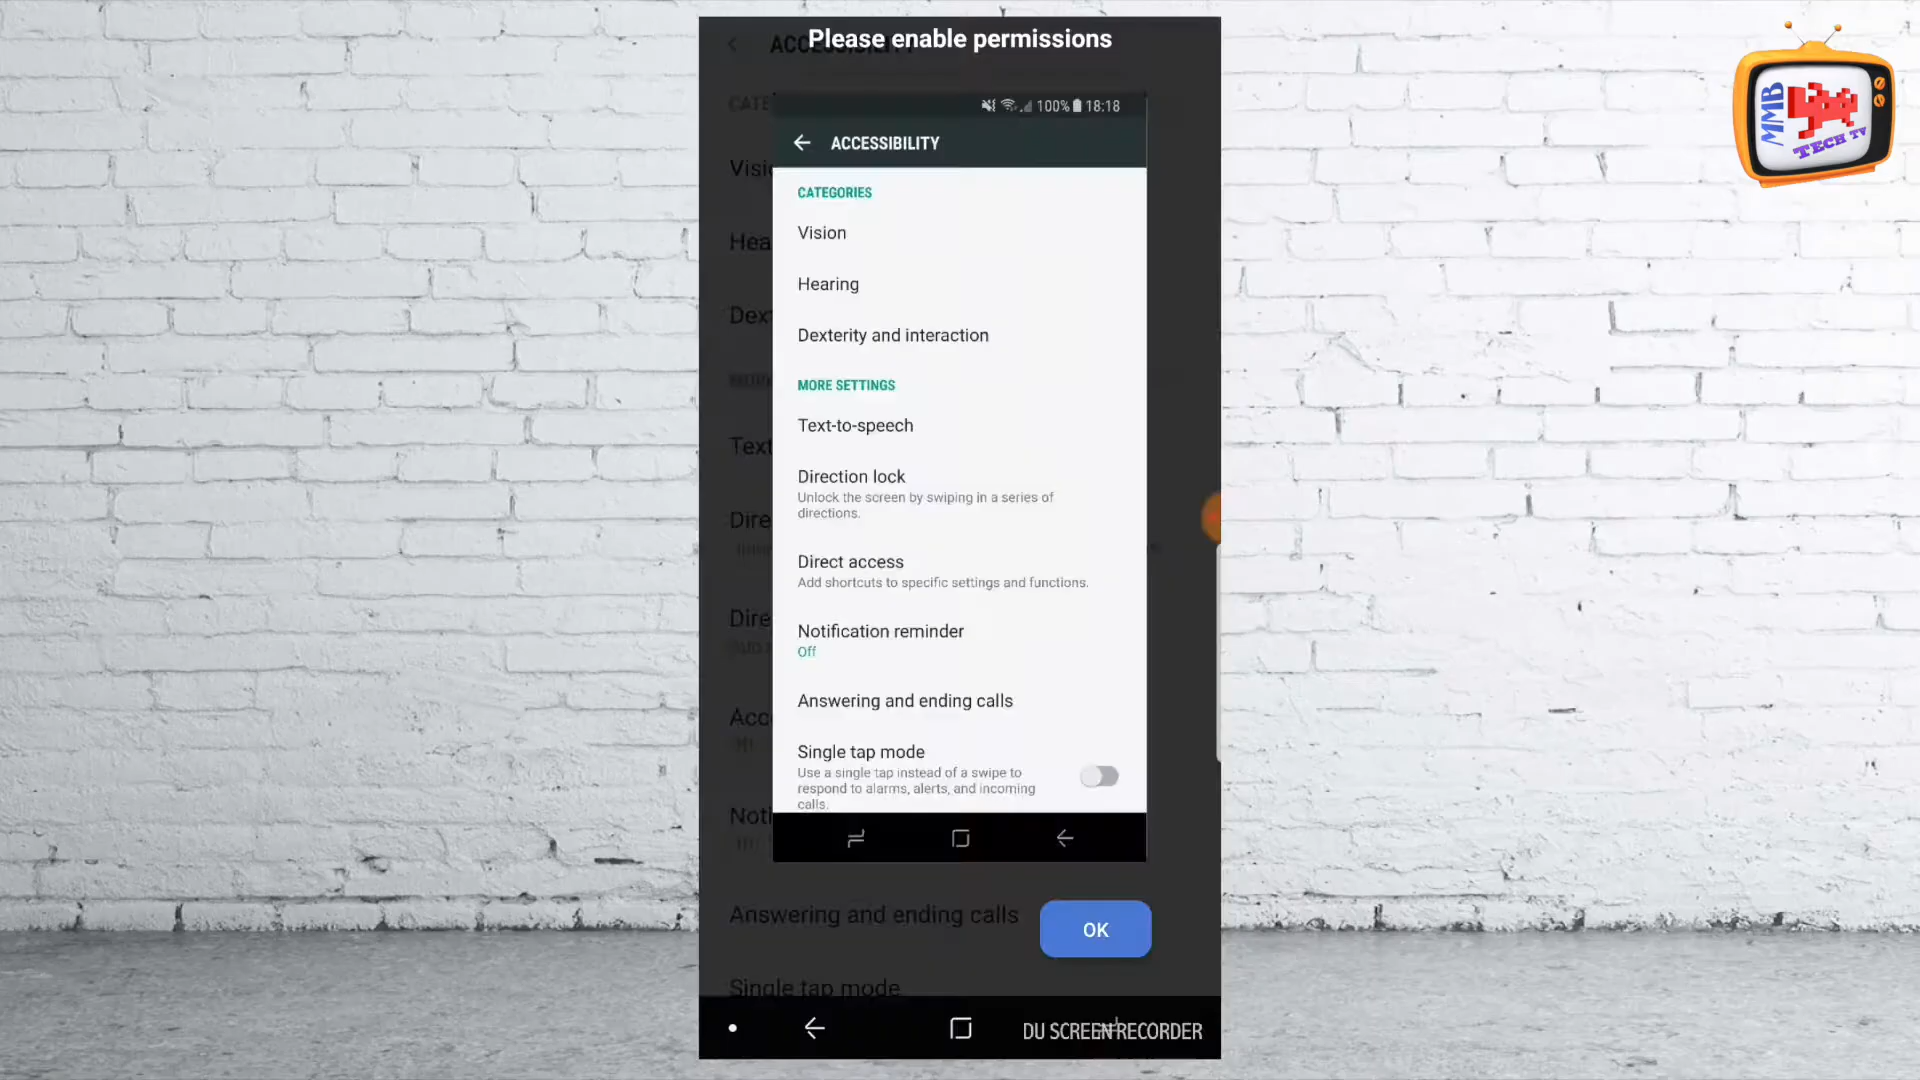 Please enable permissions
MMB
TECH TV
100% 18:18
ACCESSIBILITY
CATEGORIES
Vision
Hearing
Dexterity and interaction
MORE SETTINGS
Text-to-speech
Direction lock
Unlock the screen by swiping in a series of
directions.
Direct access
Add shortcuts to specific settings and functions.
Notification reminder
Off
Answering and ending calls
Single tap mode
Use a single tap instead of a swipe to
respond to alarms, alerts, and incoming
calls.
Answering and ending calls
OK
Single tap mode
DU SCREEN RECORDER